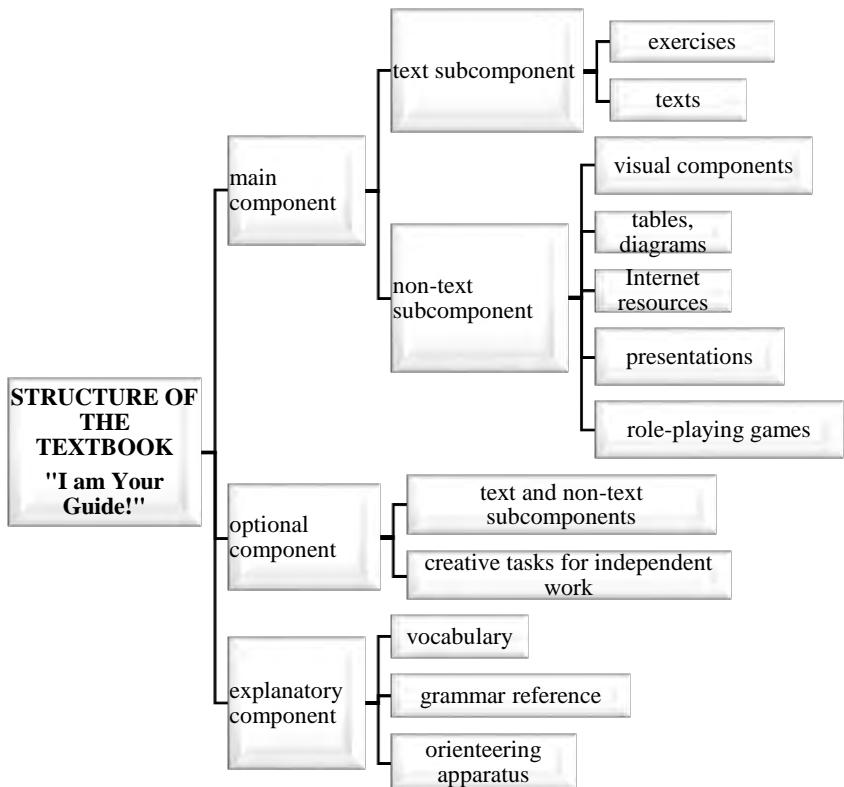 STRUCTURE OF
THE
TEXTBOOK
"I am Your
Guide!"
main
component
text subcomponent
exercises
texts
non-text
subcomponent
visual components
tables,
diagrams
Internet
resources
presentations
role-playing games
optional
component
text and non-text
subcomponents
creative tasks for independent
work
explanatory
component
vocabulary
grammar reference
orienteering
apparatus